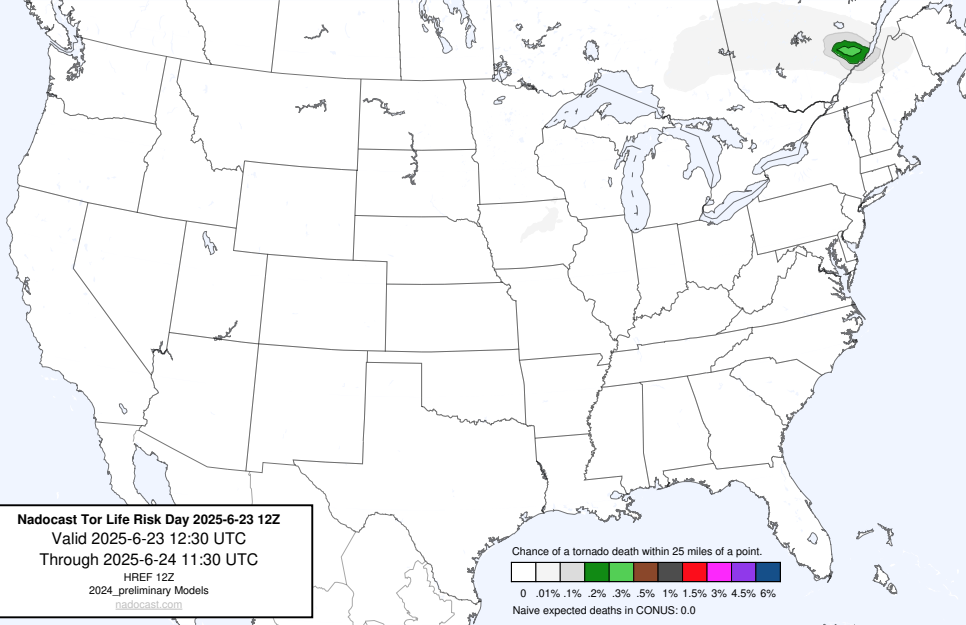 Nadocast Tor Life Risk Day 2025-6-23 12Z
Valid 2025-6-23 12:30 UTC
Through 2025-6-24 11:30 UTC
HREF 12Z
2024_preliminary Models
nadocast.com
Chance of a tornado death within 25 miles of a point.
0 .01% .1% .2% .3% .5% 1% 1.5% 3% 4.5% 6%
Naive expected deaths in CONUS: 0.0